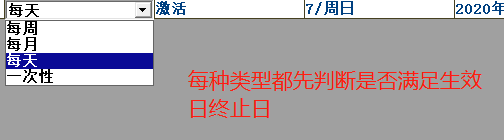 每天 激活 7/周日 2020年
每周
每月
每天
一次性
每种类型都先判断是否满足生效
日终止日